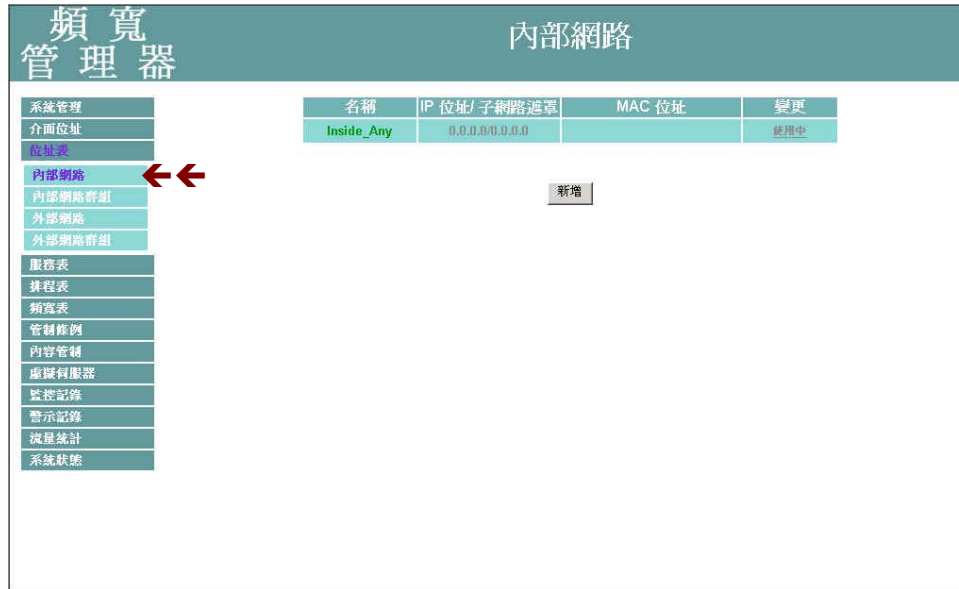 頻寬
管理器
內部網路
系統管理
介面位址
位址表
內部網路
內部網路群組
外部網路
外部網路群組
服務表
排程表
頻寬表
管制條例
內容管制
虛擬伺服器
監控記錄
警示記錄
流量統計
系統狀態
名稱 IP 位址/子網路遮罩 MAC 位址 變更
Inside_Any 0.0.0.0/0.0.0.0 使用中
新增